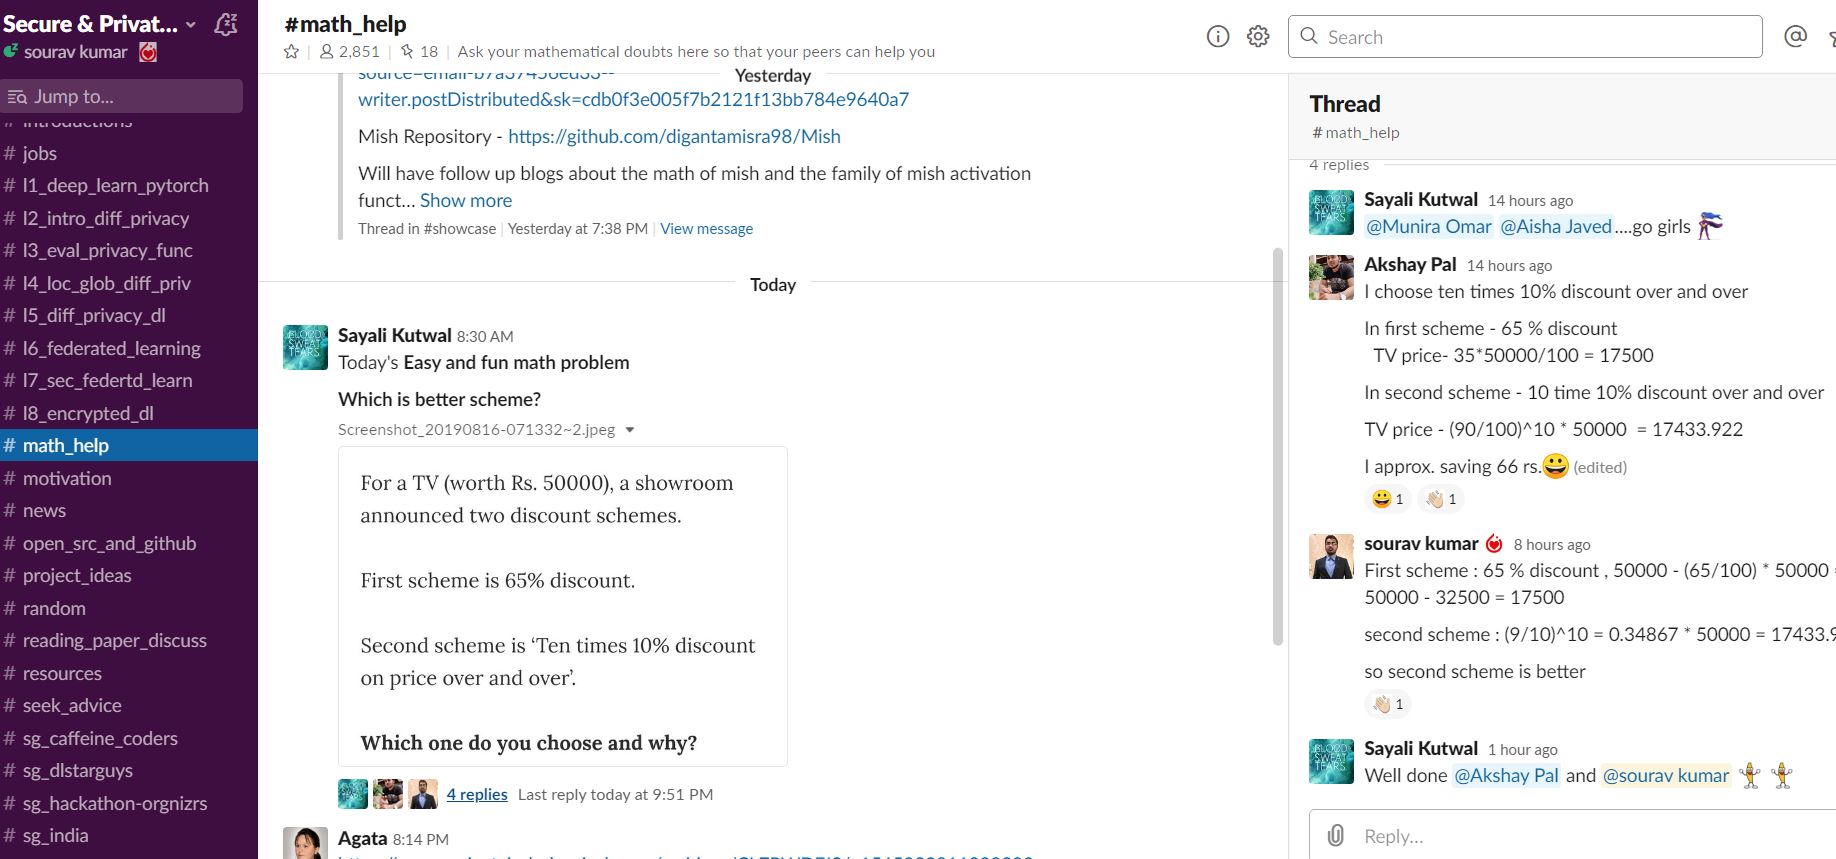 Secure & Privat...
sourav kumar
Jump to...
# introductions
# jobs
# l1_deep_learn_pytorch
# l2_intro_diff_privacy
# l3_eval_privacy_func
# l4_loc_glob_diff_priv
# l5_diff_privacy_dl
# l6_federated_learning
# l7_sec_federtd_learn
# l8_encrypted_dl
# math_help
# motivation
# news
# open_src_and_github
# project_ideas
# random
# reading_paper_discuss
# resources
# seek_advice
# sg_caffeine_coders
# sg_dlstarguys
# sg_hackathon-orgnizrs
# sg_india
#math_help
2,851 | 18 | Ask your mathematical doubts here so that your peers can help you
Search
Yesterday
writer.postDistributed&sk=cdb0f3e005f7b2121f13bb784e9640a7
Mish Repository - https://github.com/digantamisra98/Mish
Will have follow up blogs about the math of mish and the family of mish activation
funct... Show more
Thread in #showcase | Yesterday at 7:38 PM | View message
Today
Sayali Kutwal 8:30 AM
Today's Easy and fun math problem
Which is better scheme?
Screenshot_20190816-071332~2.jpeg
For a TV (worth Rs. 50000), a showroom
announced two discount schemes.
First scheme is 65% discount.
Second scheme is ‘Ten times 10% discount
on price over and over’.
Which one do you choose and why?
4 replies Last reply today at 9:51 PM
Agata 8:14 PM
Thread
# math_help
4 replies
Sayali Kutwal 14 hours ago
@Munira Omar @Aisha Javed ....go girls
Akshay Pal 14 hours ago
I choose ten times 10% discount over and over
In first scheme - 65 % discount
TV price- 35*50000/100 = 17500
In second scheme - 10 time 10% discount over and over
TV price - (90/100)^10 * 50000 = 17433.922
I approx. saving 66 rs.😀 (edited)
😀 1 👏 1
sourav kumar 8 hours ago
First scheme : 65 % discount , 50000 - (65/100) * 50000 =
50000 - 32500 = 17500
second scheme : (9/10)^10 = 0.34867 * 50000 = 17433.9
so second scheme is better
👏 1
Sayali Kutwal 1 hour ago
Well done @Akshay Pal and @sourav kumar
Reply...